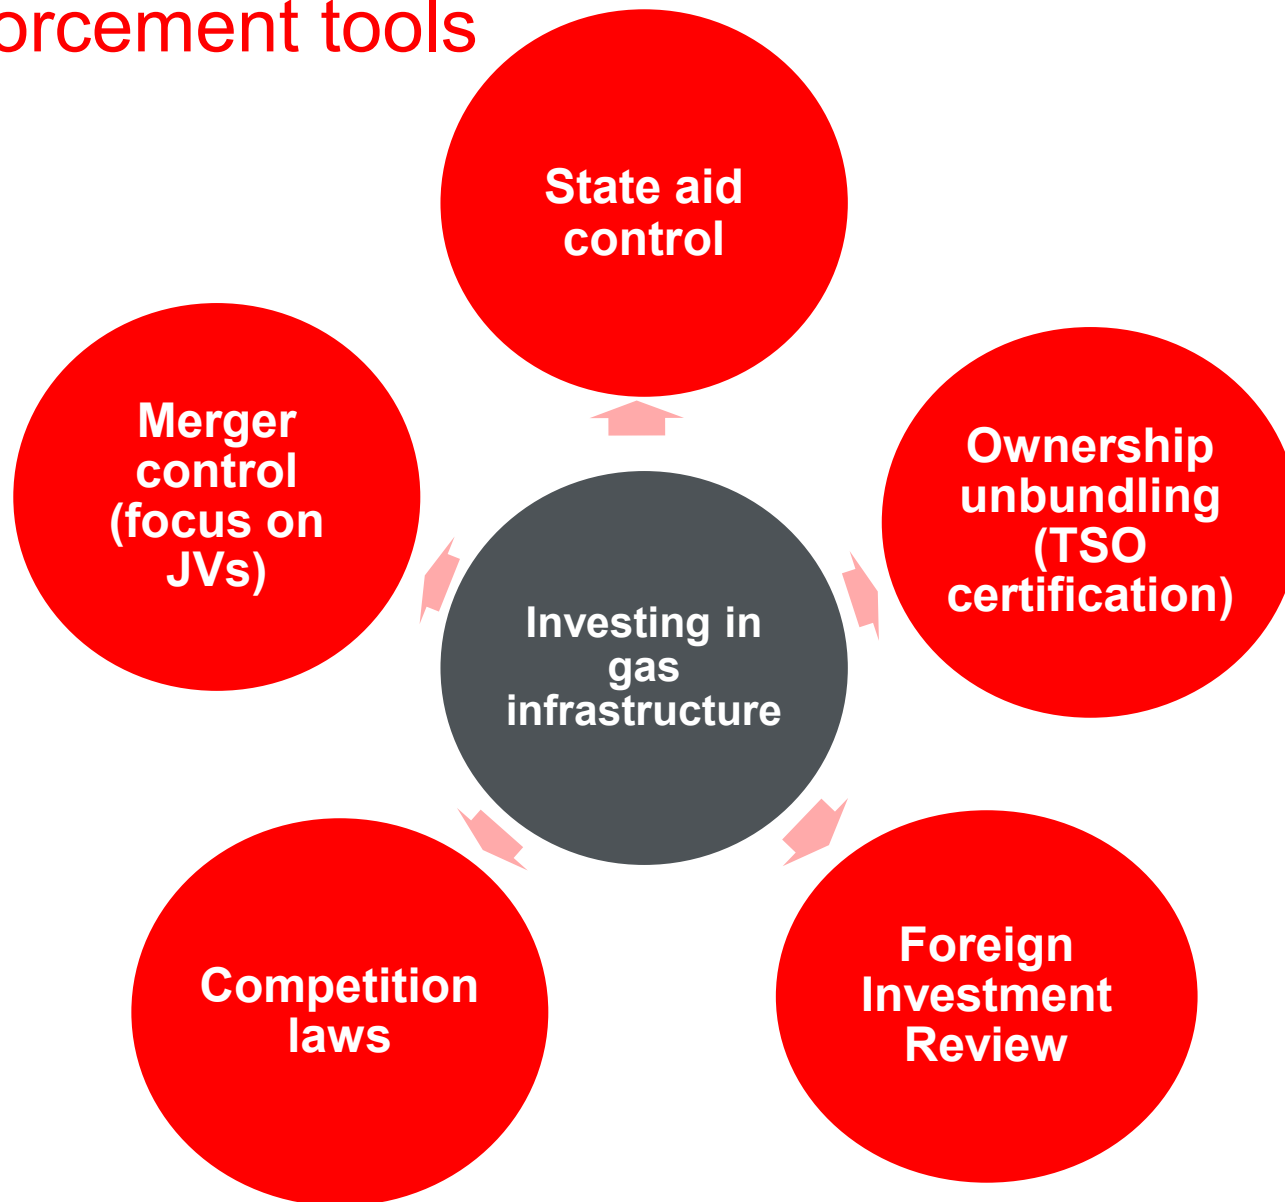 orcement tools
State aid
control
Merger
control
(focus on
JVs)
Ownership
unbundling
(TSO
certification)
Investing in
gas
infrastructure
Competition
laws
Foreign
Investment
Review